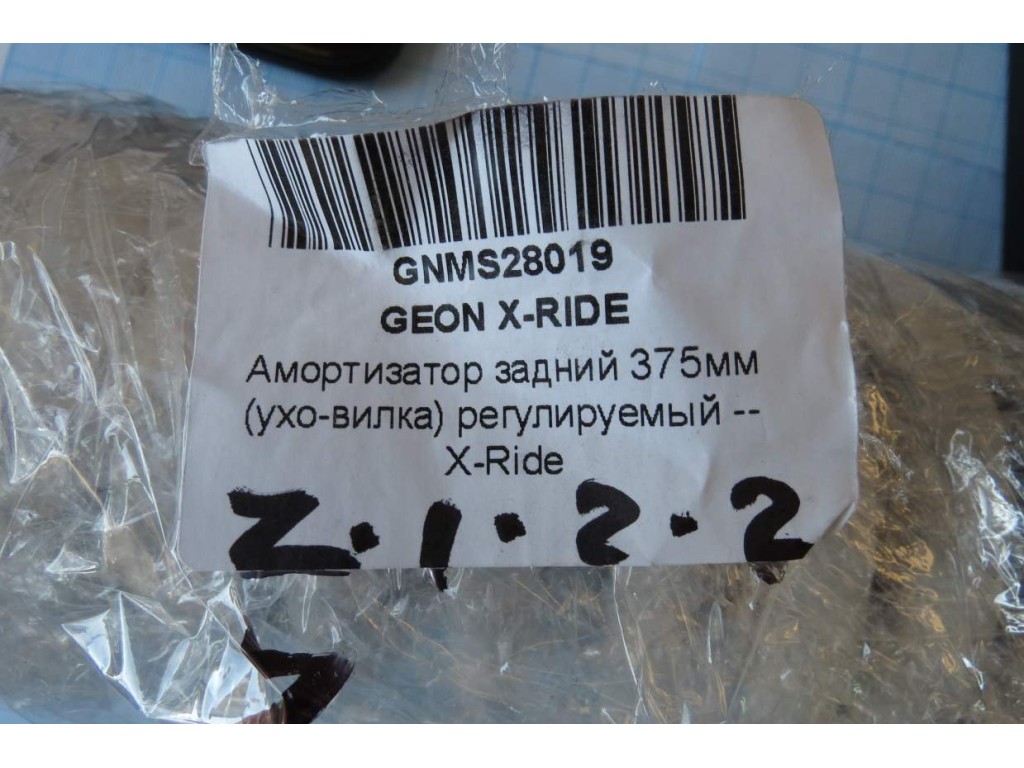 GNMS28019
GEON X-RIDE
Амортизатор задний 375мм
(ухо-вилка) регулируемый --
X-Ride
Z.1.2.2